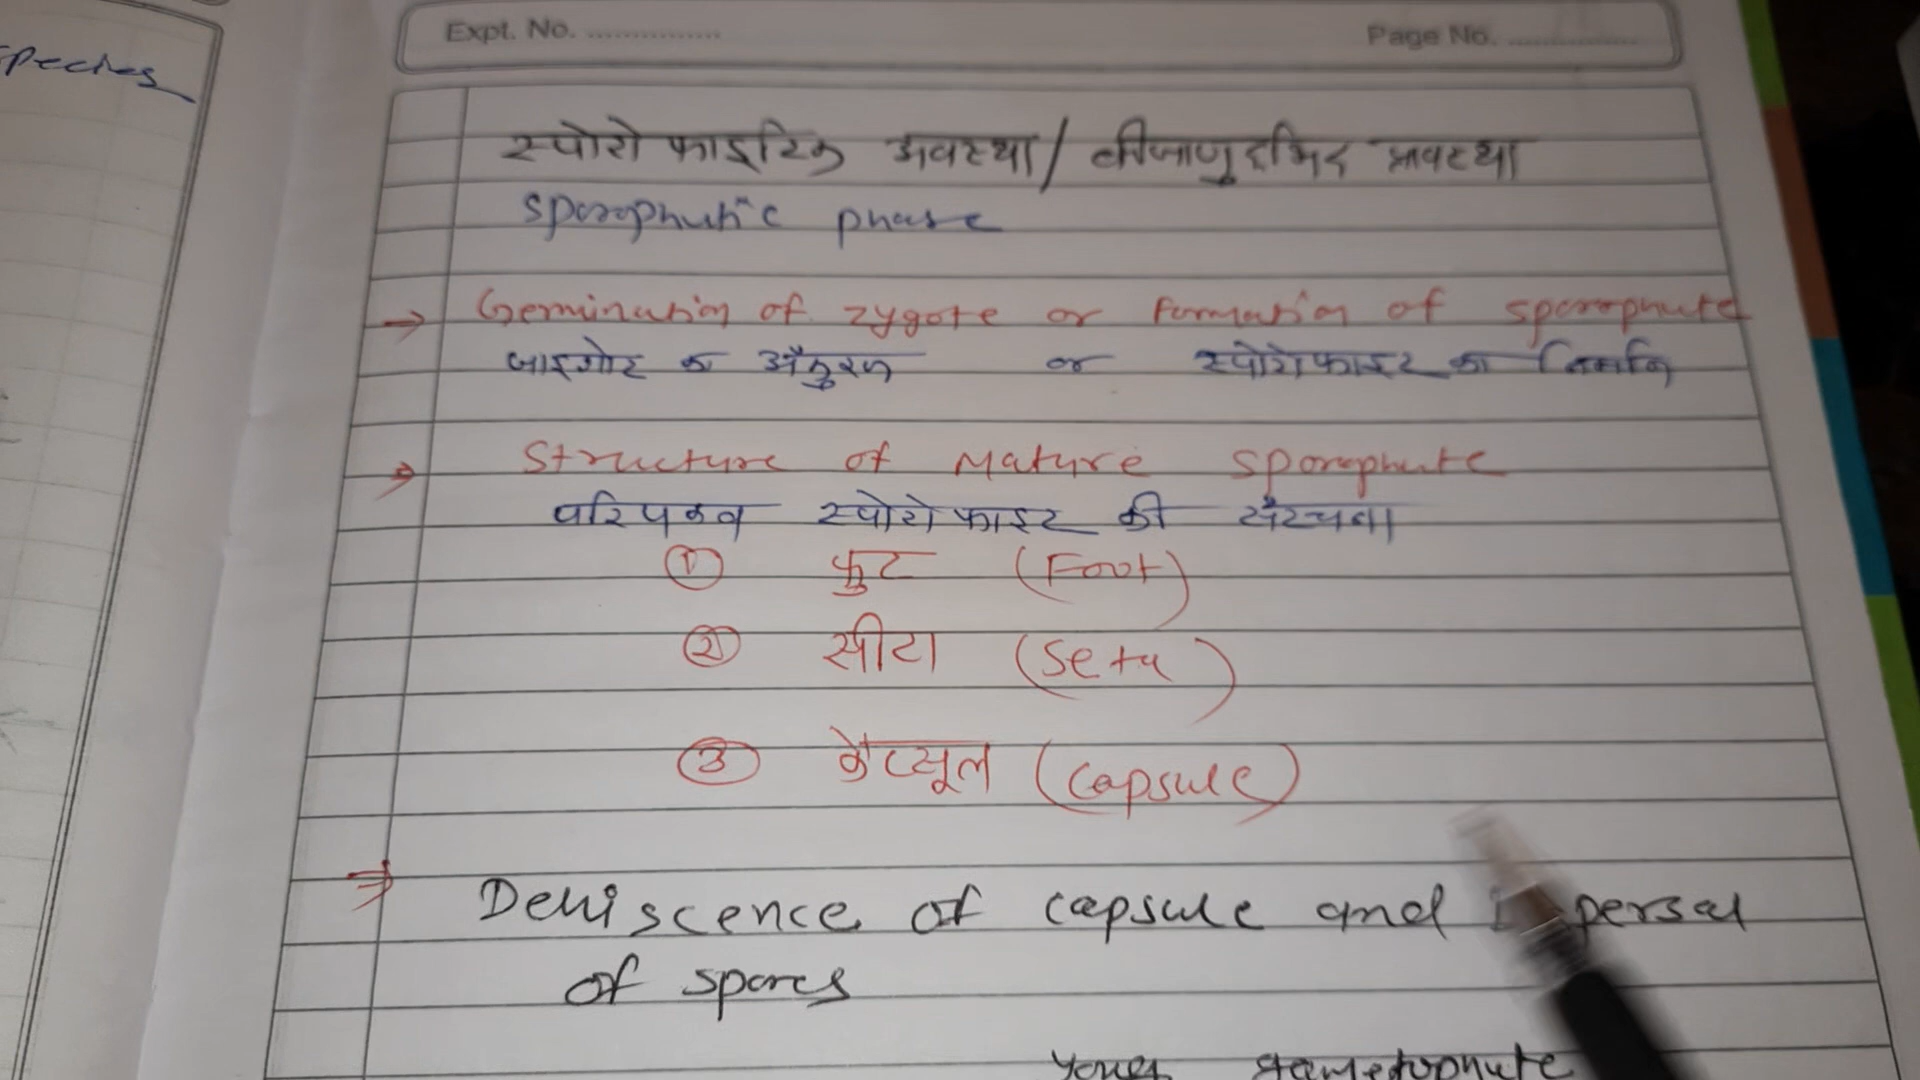 Species
Expt. No. ...............
Page No. ...............
स्पोरोफाइटिक अवस्था / बीजाणुदभिद अवस्था
sporophytic phase
→ Germination of zygote or formation of sporophyte
जाइगोट का अंकुरण or स्पोरोफाइट का निर्माण
→ Structure of Mature sporophyte
परिपक्व स्पोरोफाइट की संरचना
① फुट (Foot)
② सीटा (Seta)
③ कैप्सूल (Capsule)
→ Dehiscence of capsule and
of spores